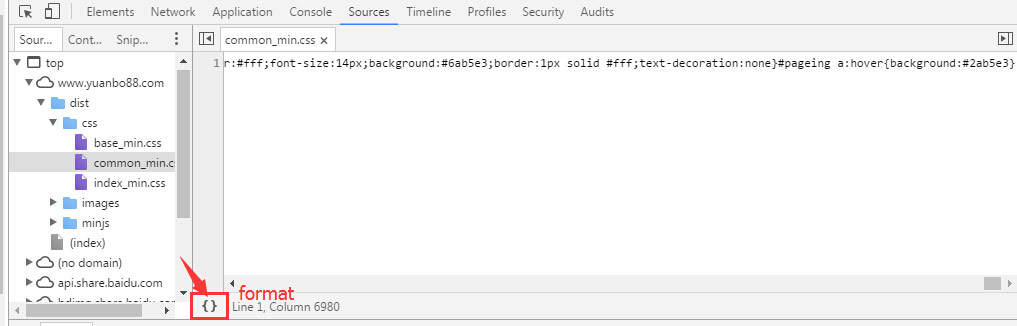 Elements Network Application Console Sources Timeline Profiles Security Audits
Sour... Cont... Snip...
common_min.css ×
top
www.yuanbo88.com
dist
css
base_min.css
common_min.c
index_min.css
images
minjs
(index)
(no domain)
api.share.baidu.com
1 r:#fff;font-size:14px;background:#6ab5e3;border:1px solid #fff;text-decoration:none}#pageing a:hover{background:#2ab5e3}
format
{} Line 1, Column 6980